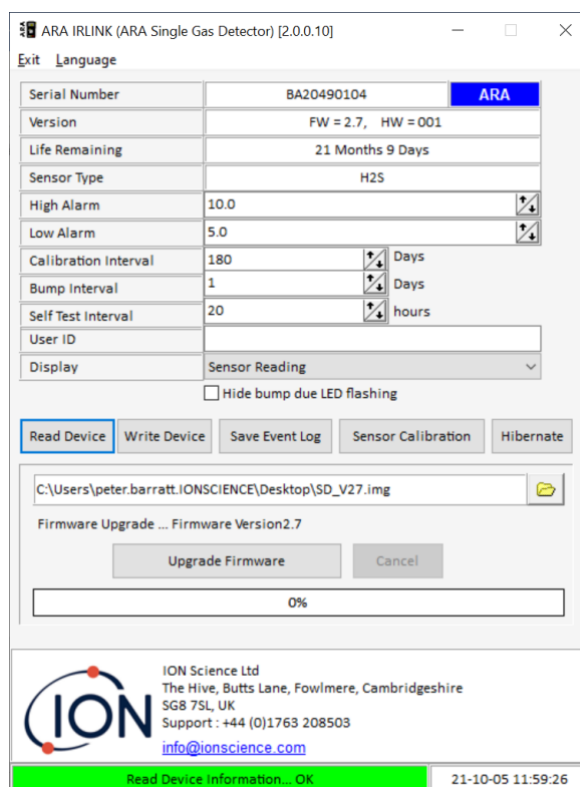 ARA IRLINK (ARA Single Gas Detector) [2.0.0.10]
Exit Language
Serial Number BA20490104 ARA
Version FW = 2.7, HW = 001
Life Remaining 21 Months 9 Days
Sensor Type H2S
High Alarm 10.0
Low Alarm 5.0
Calibration Interval 180 Days
Bump Interval 1 Days
Self Test Interval 20 hours
User ID
Display Sensor Reading
Hide bump due LED flashing
Read Device Write Device Save Event Log Sensor Calibration Hibernate
C:\Users\peter.barratt.IONSCIENCE\Desktop\SD_V27.img
Firmware Upgrade ... Firmware Version2.7
Upgrade Firmware Cancel
0%
ION
ION Science Ltd
The Hive, Butts Lane, Fowlmere, Cambridgeshire
SG8 7SL, UK
Support : +44 (0)1763 208503
info@ionscience.com
Read Device Information... OK 21-10-05 11:59:26